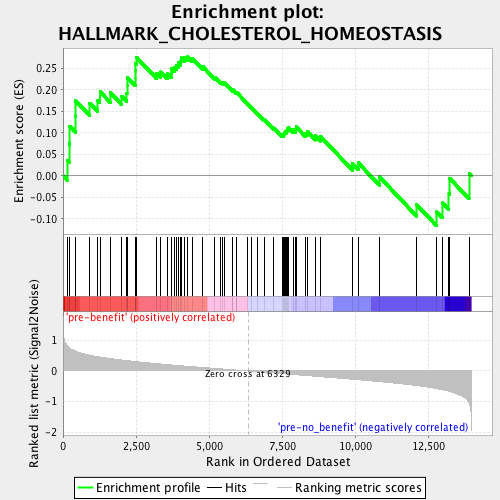 Enrichment plot:
HALLMARK_CHOLESTEROL_HOMEOSTASIS
Enrichment score (ES)
0.25
0.20
0.15
0.10
0.05
0.00
-0.05
-0.10
'pre-benefit' (positively correlated)
Ranked list metric (Signal2Noise)
1
0
-1
-2
Zero cross at 6329
'pre-no_benefit' (negatively correlated)
0 2,500 5,000 7,500 10,000 12,500
Rank in Ordered Dataset
Enrichment profile Hits Ranking metric scores